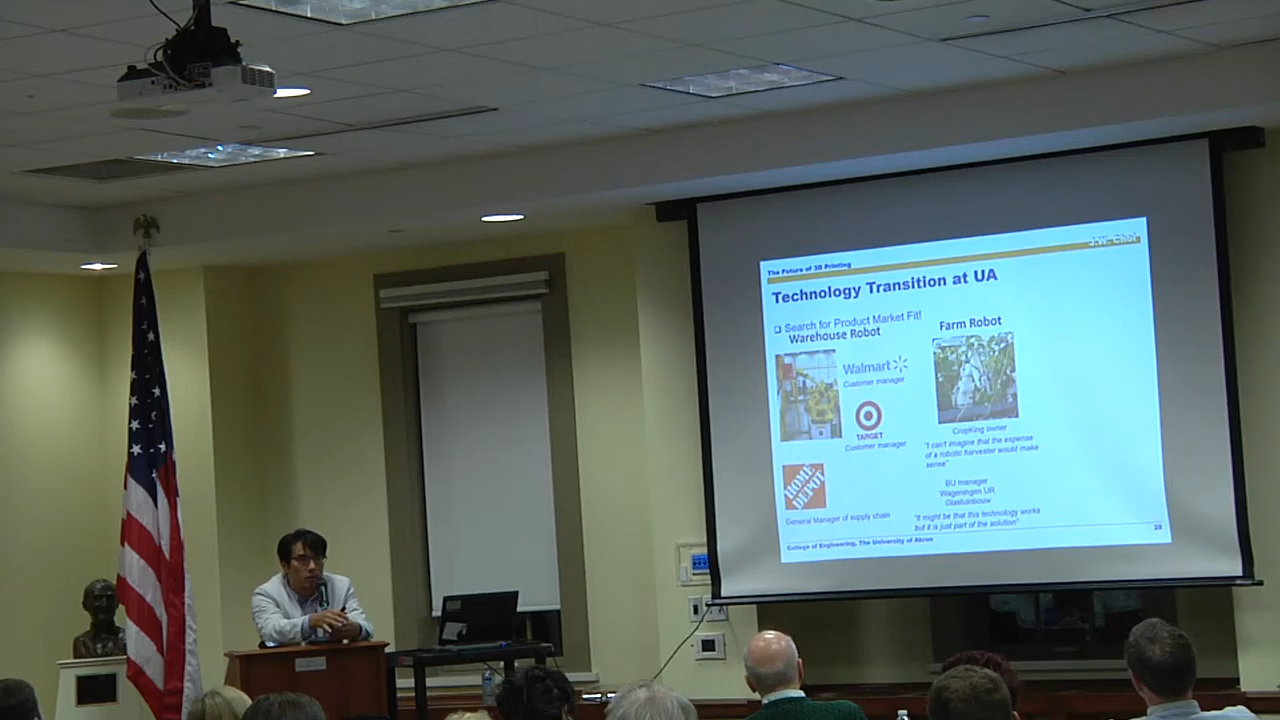 The Future of 3D Printing
J.W. Choi
Technology Transition at UA
Search for Product Market Fit!
Warehouse Robot
Farm Robot
Walmart
Customer manager
TARGET
Customer manager
THE HOME DEPOT
General Manager of supply chain
CropKing owner
"I can't imagine that the expense
of a robotic harvester would make
sense"
BU manager
Wageningen UR
Glastuinbouw
"It might be that this technology works
but it is just part of the solution"
College of Engineering, The University of Akron
28